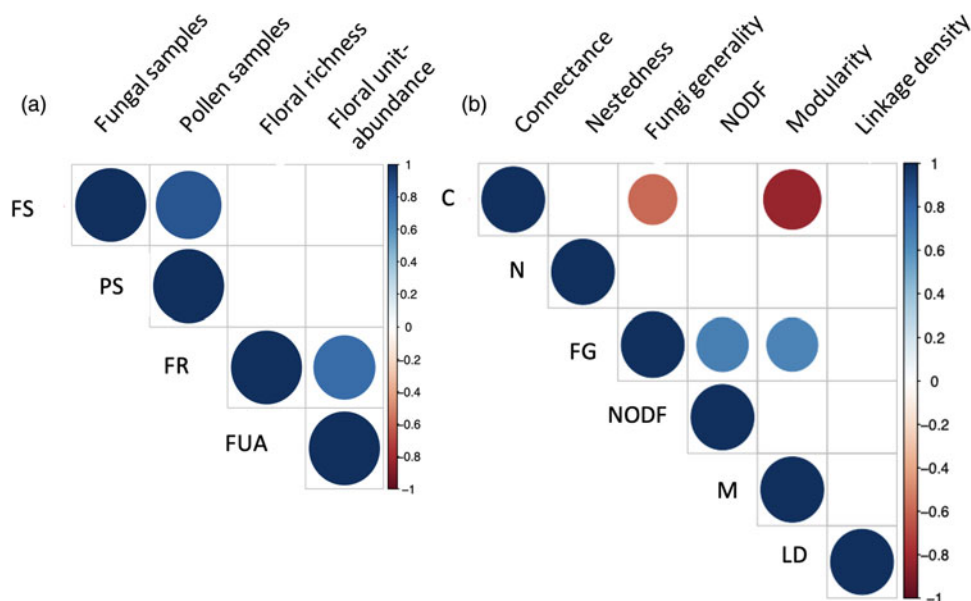 (a)
Fungal samples
Pollen samples
Floral richness
Floral unit-
abundance
FS
PS
FR
FUA
1
0.8
0.6
0.4
0.2
0
−0.2
−0.4
−0.6
−0.8
−1
(b)
Connectance
Nestedness
Fungi generality
NODF
Modularity
Linkage density
C
N
FG
NODF
M
LD
1
0.8
0.6
0.4
0.2
0
−0.2
−0.4
−0.6
−0.8
−1